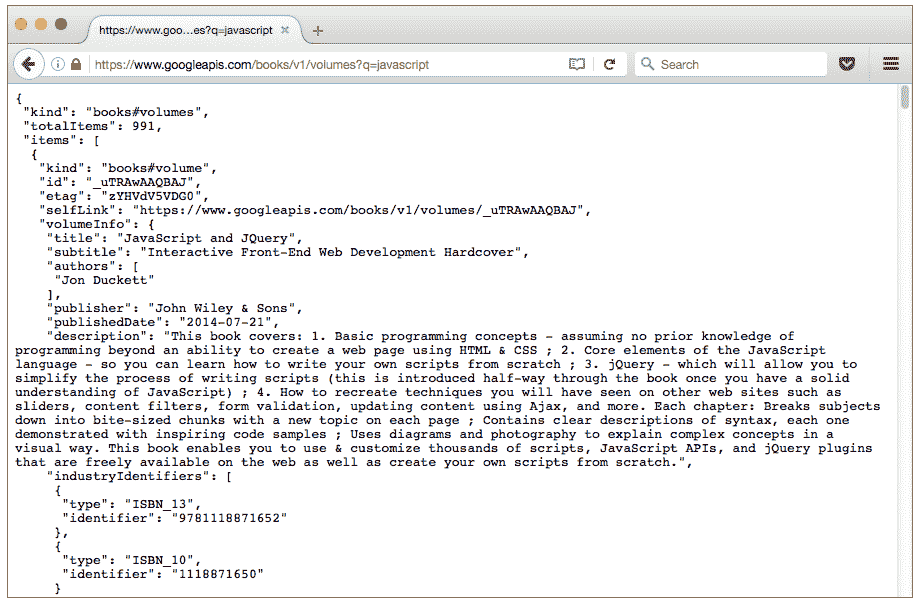 https://www.goo...es?q=javascript
https://www.googleapis.com/books/v1/volumes?q=javascript
Search
{
"kind": "books#volumes",
"totalItems": 991,
"items": [
{
"kind": "books#volume",
"id": "_uTRAwAAQBAJ",
"etag": "zYHVdV5VDG0",
"selfLink": "https://www.googleapis.com/books/v1/volumes/_uTRAwAAQBAJ",
"volumeInfo": {
"title": "JavaScript and JQuery",
"subtitle": "Interactive Front-End Web Development Hardcover",
"authors": [
"Jon Duckett"
],
"publisher": "John Wiley & Sons",
"publishedDate": "2014-07-21",
"description": "This book covers: 1. Basic programming concepts - assuming no prior knowledge of
programming beyond an ability to create a web page using HTML & CSS ; 2. Core elements of the JavaScript
language - so you can learn how to write your own scripts from scratch ; 3. jQuery - which will allow you to
simplify the process of writing scripts (this is introduced half-way through the book once you have a solid
understanding of JavaScript) ; 4. How to recreate techniques you will have seen on other web sites such as
sliders, content filters, form validation, updating content using Ajax, and more. Each chapter: Breaks subjects
down into bite-sized chunks with a new topic on each page ; Contains clear descriptions of syntax, each one
demonstrated with inspiring code samples ; Uses diagrams and photography to explain complex concepts in a
visual way. This book enables you to use & customize thousands of scripts, JavaScript APIs, and jQuery plugins
that are freely available on the web as well as create your own scripts from scratch.",
"industryIdentifiers": [
{
"type": "ISBN_13",
"identifier": "9781118871652"
},
{
"type": "ISBN_10",
"identifier": "1118871650"
}